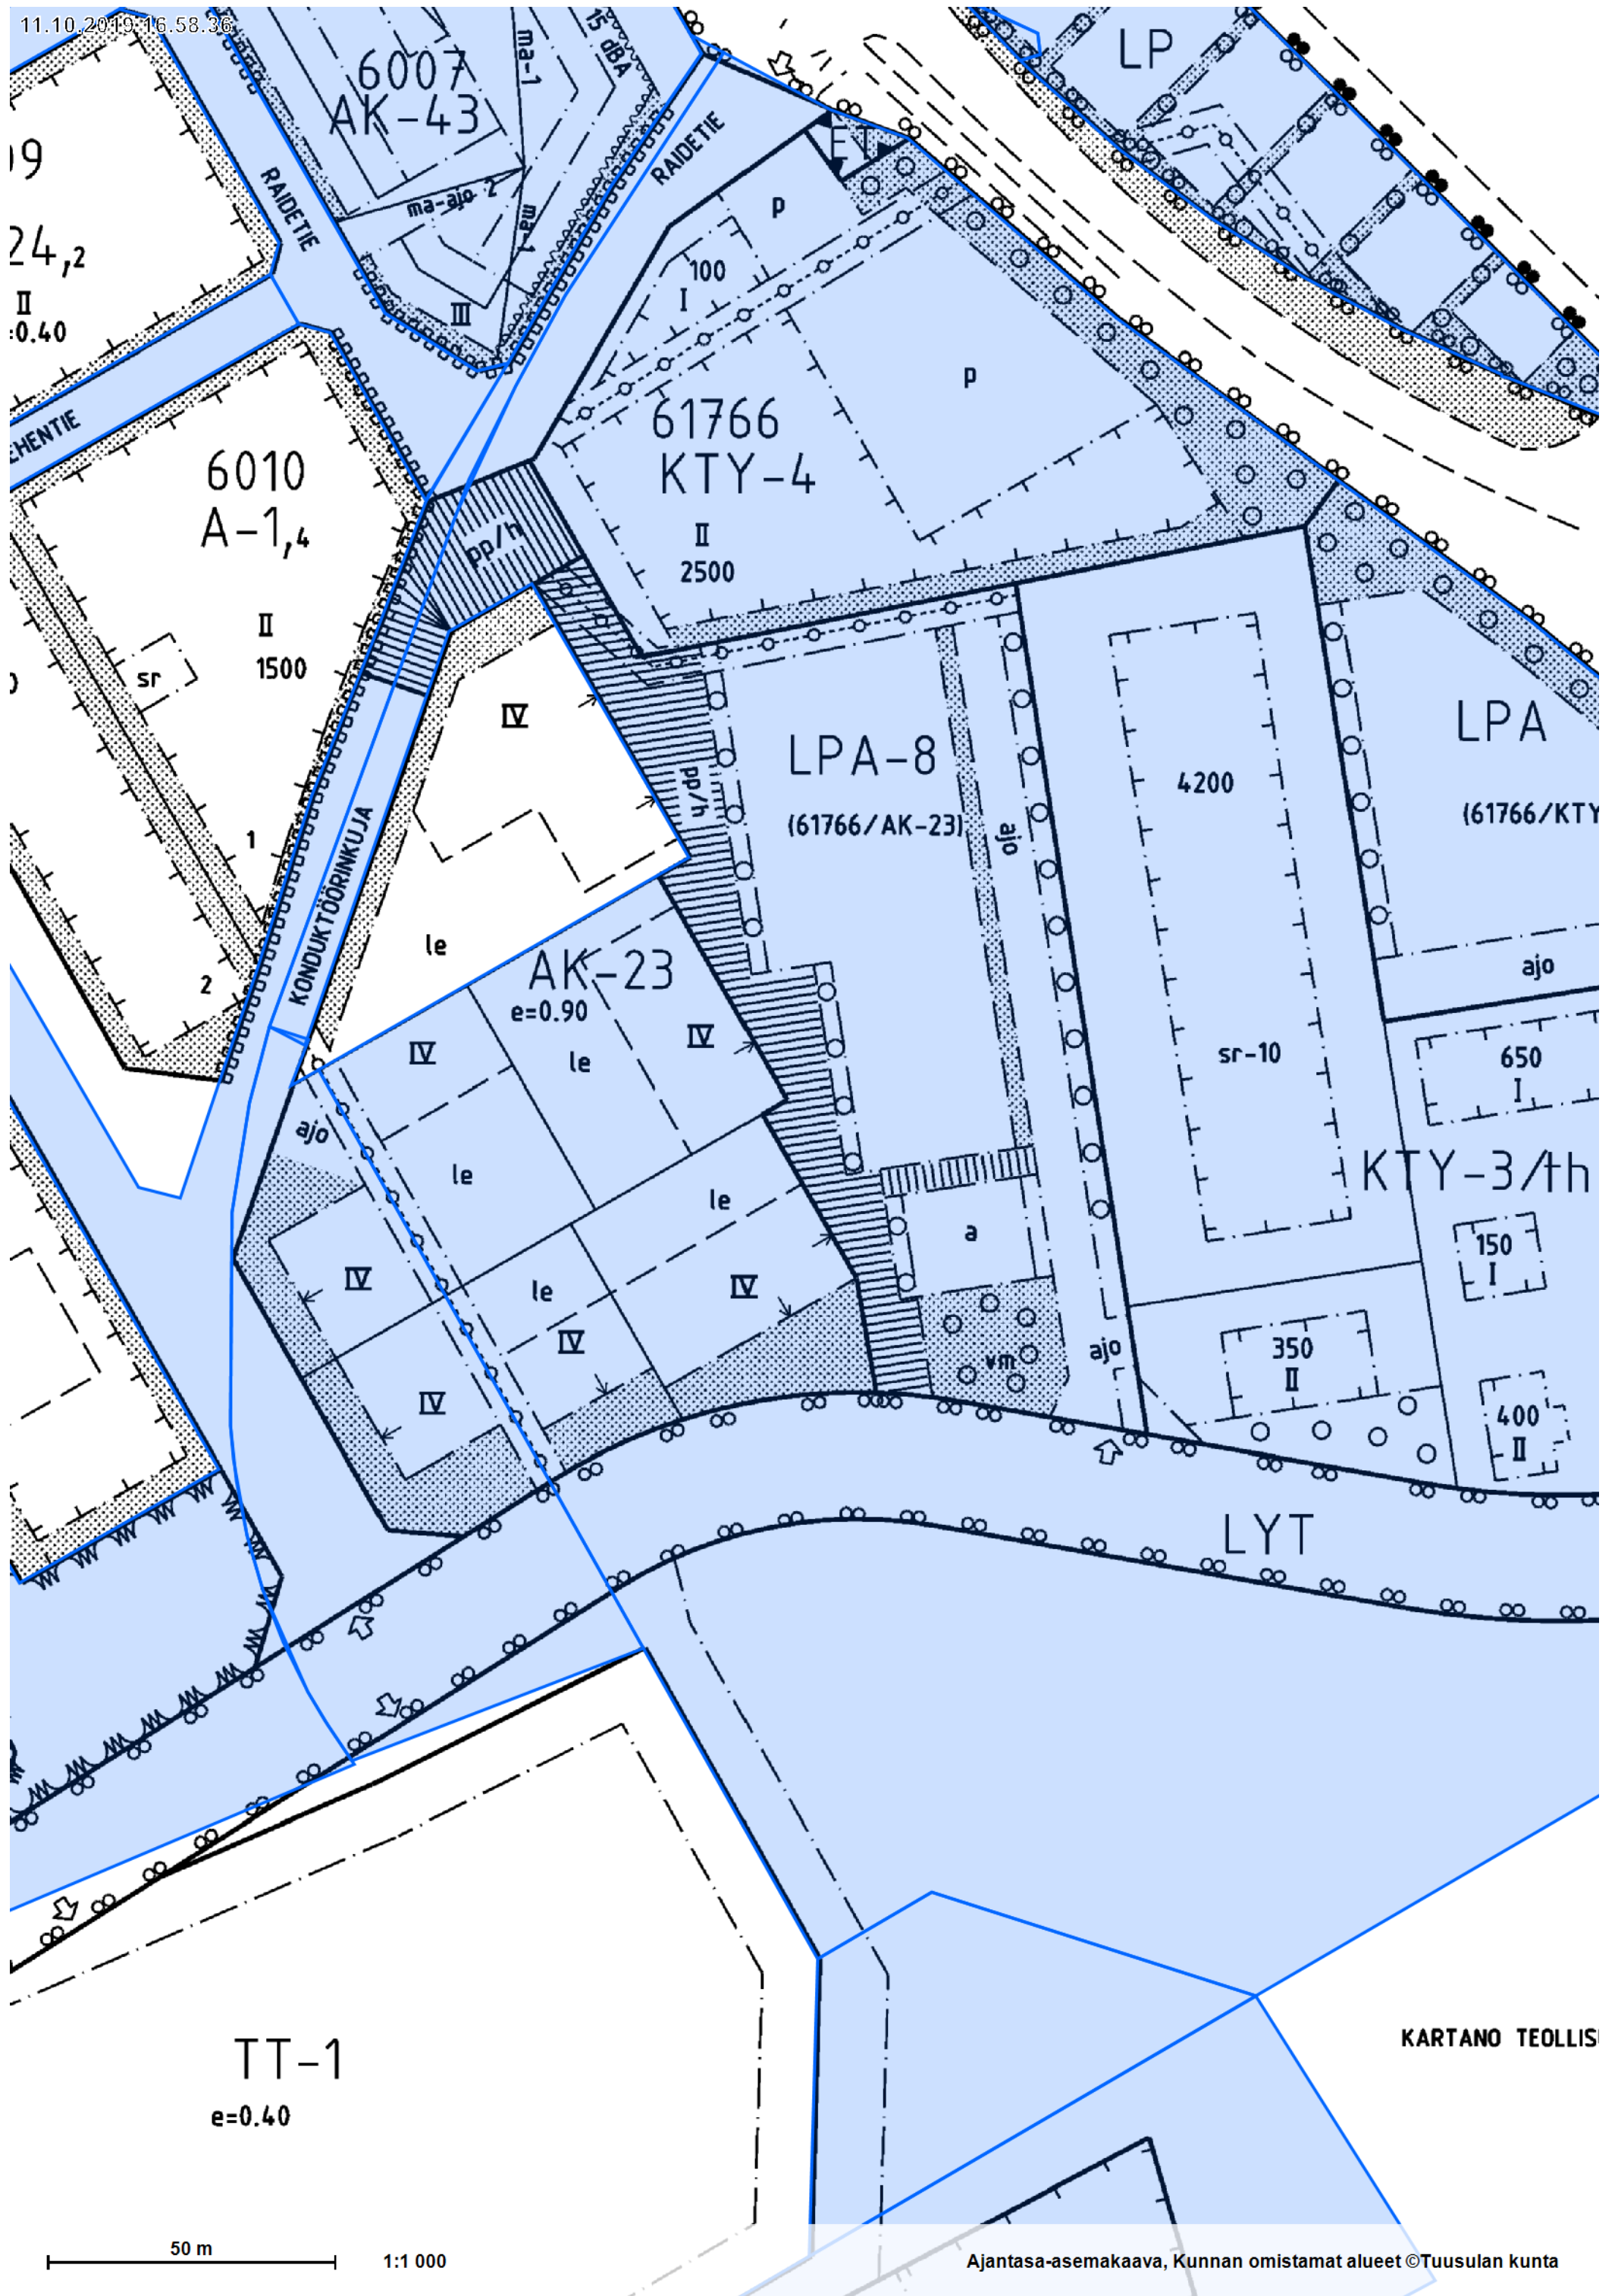 11.10.2019 16.58.36
LP
6007
AK-43
ma-1
15 dBA
RAIDETIE
RAIDETIE
ET
ma-ajo 2
ma-1
p
24,2
II
0.40
III
100
I
p
61766
KTY-4
II
2500
6010
A-1,4
II
1500
sr
pp/h
IV
pp/h
LPA-8
(61766/AK-23)
ajo
4200
LPA
(61766/KTY
1
2
KONDUKTÖÖRINKUJA
le
AK-23
e=0.90
IV
le
IV
ajo
sr-10
650
I
ajo
le
le
KTY-3/th
a
150
I
IV
le
IV
IV
IV
vm
ajo
350
II
400
II
LYT
TT-1
e=0.40
KARTANO TEOLLIS
50 m
1:1 000
Ajantasa-asemakaava, Kunnan omistamat alueet ©Tuusulan kunta